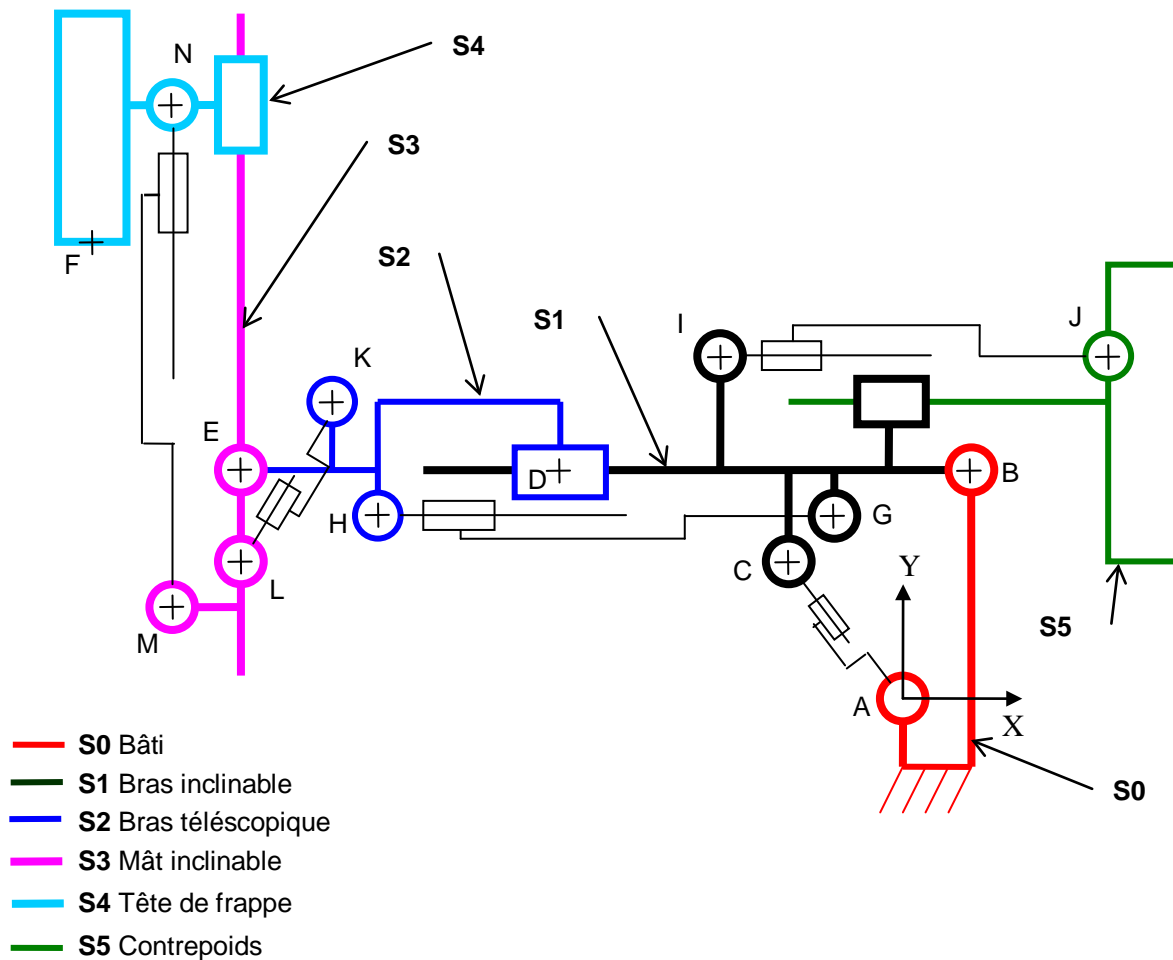 N
S4
S3
F
S2
S1
I
J
K
E
D
B
H
G
C
L
Y
M
S5
A
X
S0
S0 Bâti
S1 Bras inclinable
S2 Bras téléscopique
S3 Mât inclinable
S4 Tête de frappe
S5 Contrepoids